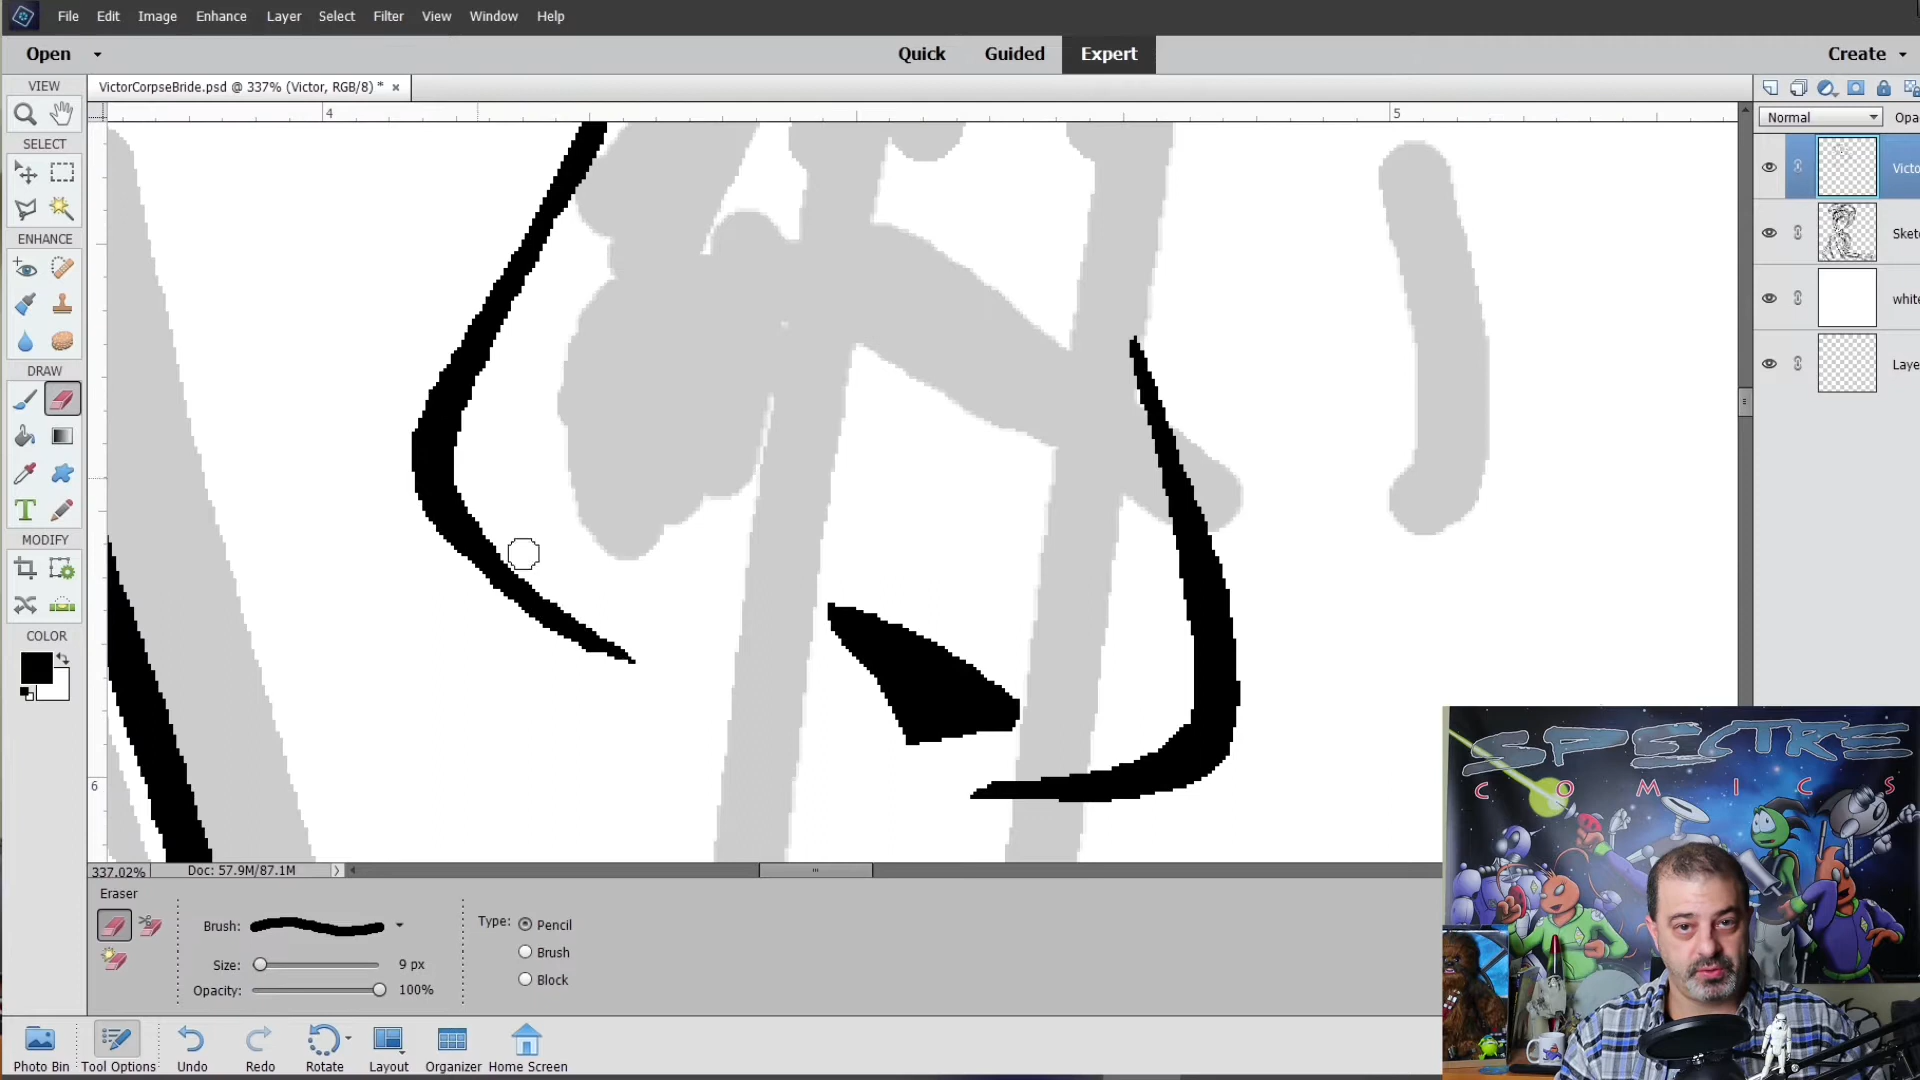 File Edit Image Enhance Layer Select Filter View Window Help
Open Quick Guided Expert Create
VIEW
VictorCorpseBride.psd @ 337% (Victor, RGB/8) * ×
4 5
Normal Opa
SELECT
Victo
Sket
ENHANCE
white
DRAW
Laye
T
MODIFY
COLOR
6
SPECTRE
COMICS
337.02% Doc: 57.9M/87.1M
Eraser
Brush: Type: Pencil
Brush
Size: 9 px
Block
Opacity: 100%
Photo Bin Tool Options Undo Redo Rotate Layout Organizer Home Screen